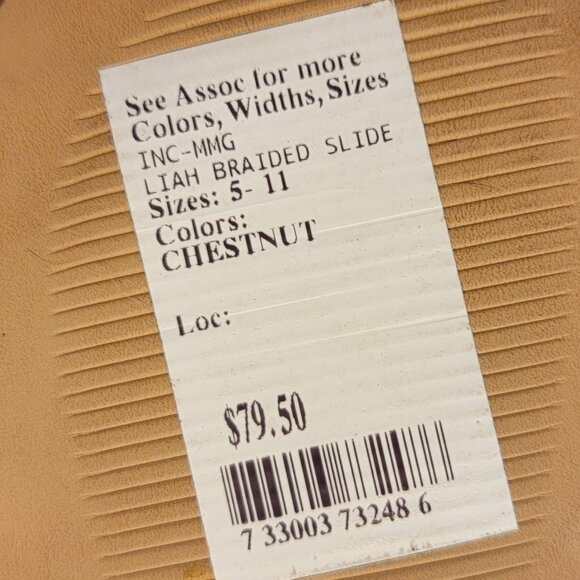 See Assoc for more
Colors, Widths, Sizes
INC-MMG
LIAH BRAIDED SLIDE
Sizes: 5- 11
Colors:
CHESTNUT
Loc:
$79.50
7 33003 73248 6